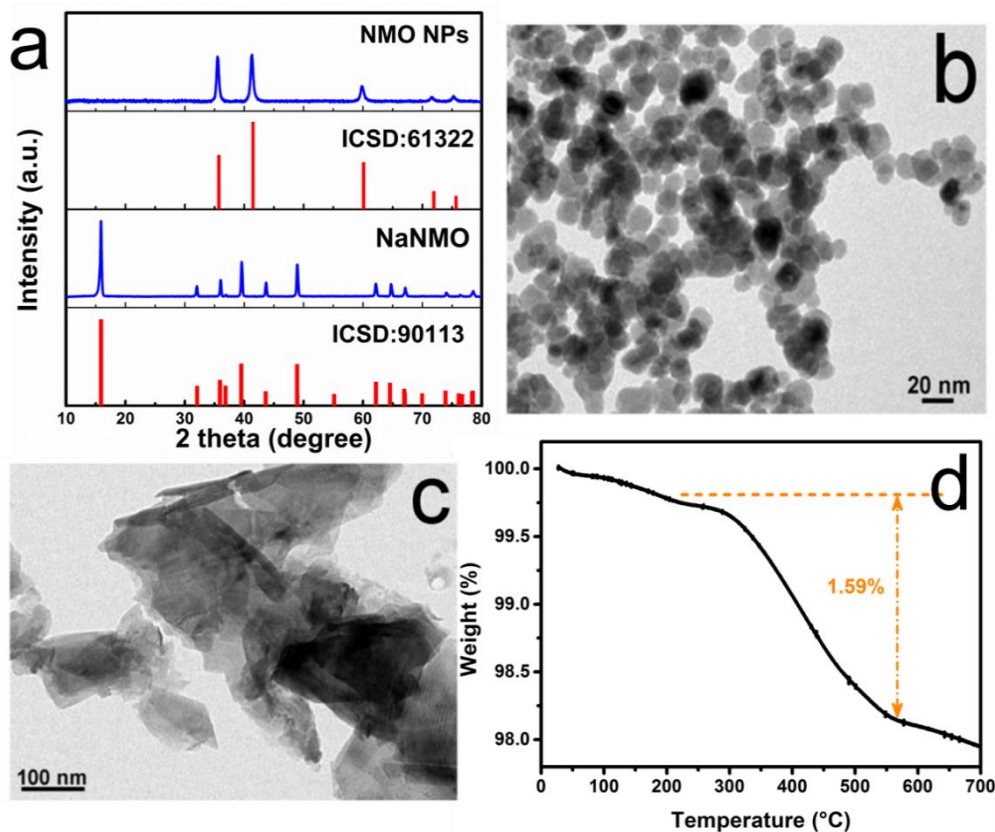 a
NMO NPs
ICSD:61322
NaNMO
ICSD:90113
Intensity (a.u.)
10 20 30 40 50 60 70 80
2 theta (degree)
b
20 nm
c
100 nm
d
100.0
99.5
99.0
98.5
98.0
1.59%
Weight (%)
0 100 200 300 400 500 600 700
Temperature (°C)